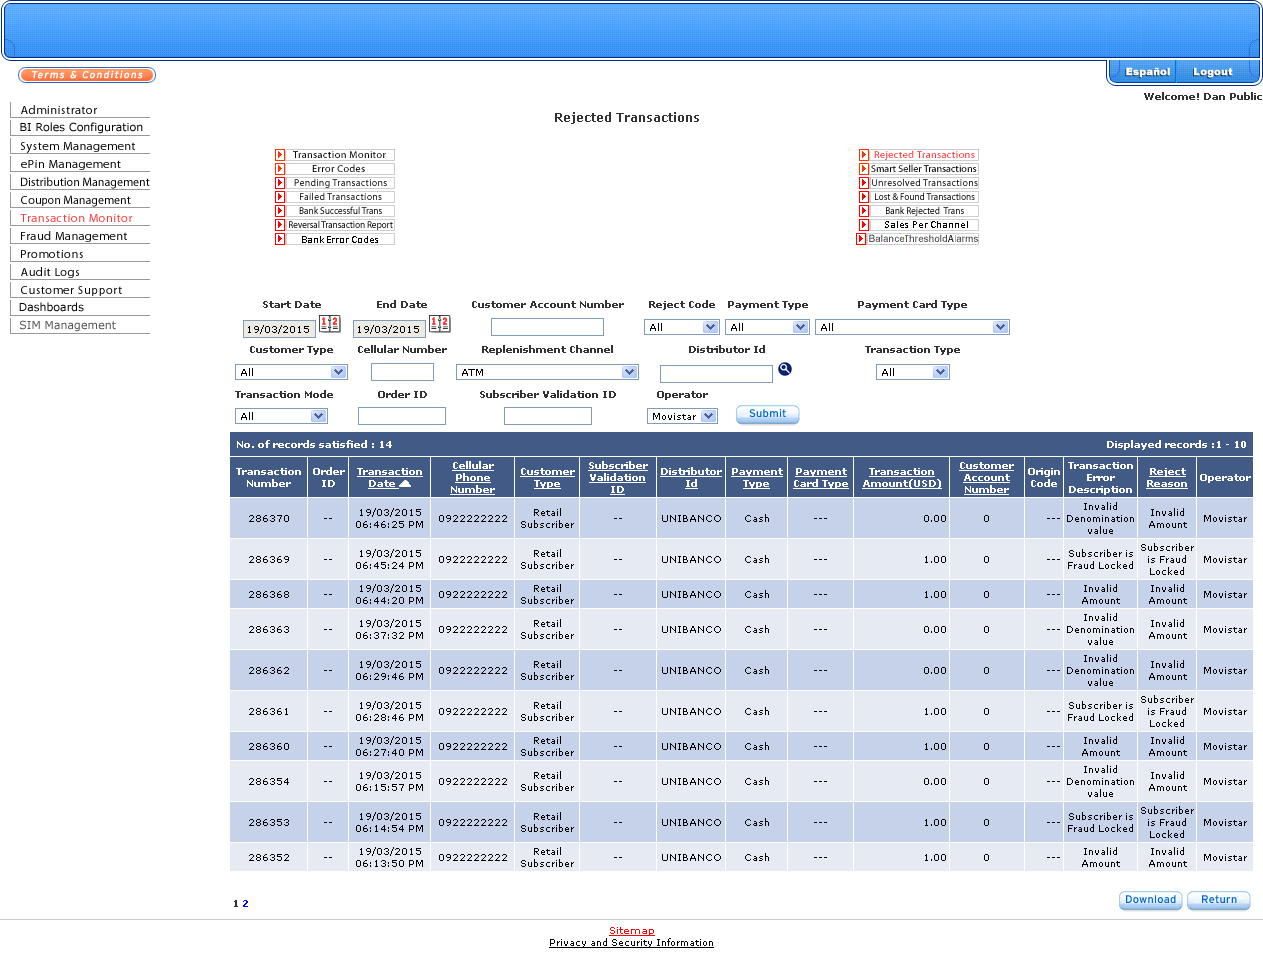 Terms & Conditions
Español Logout
Welcome! Dan Public
Administrator
BI Roles Configuration
System Management
ePin Management
Distribution Management
Coupon Management
Transaction Monitor
Fraud Management
Promotions
Audit Logs
Customer Support
Dashboards
SIM Management
Rejected Transactions
Transaction Monitor
Error Codes
Pending Transactions
Failed Transactions
Bank Successful Trans
Reversal Transaction Report
Bank Error Codes
Rejected Transactions
Smart Seller Transactions
Unresolved Transactions
Lost & Found Transactions
Bank Rejected Trans
Sales Per Channel
BalanceThresholdAlarms
Start Date End Date Customer Account Number Reject Code Payment Type Payment Card Type
19/03/2015 19/03/2015 All All All
Customer Type Cellular Number Replenishment Channel Distributor Id Transaction Type
All ATM All
Transaction Mode Order ID Subscriber Validation ID Operator
All Movistar Submit
No. of records satisfied : 14 Displayed records :1 - 10
Transaction Number Order ID Transaction Date Cellular Phone Number Customer Type Subscriber Validation ID Distributor Id Payment Type Payment Card Type Transaction Amount(USD) Customer Account Number Origin Code Transaction Error Description Reject Reason Operator
286370 -- 19/03/2015 06:46:25 PM 0922222222 Retail Subscriber -- UNIBANCO Cash --- 0.00 0 --- Invalid Denomination value Invalid Amount Movistar
286369 -- 19/03/2015 06:45:24 PM 0922222222 Retail Subscriber -- UNIBANCO Cash --- 1.00 0 --- Subscriber is Fraud Locked Subscriber is Fraud Locked Movistar
286368 -- 19/03/2015 06:44:20 PM 0922222222 Retail Subscriber -- UNIBANCO Cash --- 1.00 0 --- Invalid Amount Invalid Amount Movistar
286363 -- 19/03/2015 06:37:32 PM 0922222222 Retail Subscriber -- UNIBANCO Cash --- 0.00 0 --- Invalid Denomination value Invalid Amount Movistar
286362 -- 19/03/2015 06:29:46 PM 0922222222 Retail Subscriber -- UNIBANCO Cash --- 0.00 0 --- Invalid Denomination value Invalid Amount Movistar
286361 -- 19/03/2015 06:28:46 PM 0922222222 Retail Subscriber -- UNIBANCO Cash --- 1.00 0 --- Subscriber is Fraud Locked Subscriber is Fraud Locked Movistar
286360 -- 19/03/2015 06:27:40 PM 0922222222 Retail Subscriber -- UNIBANCO Cash --- 1.00 0 --- Invalid Amount Invalid Amount Movistar
286354 -- 19/03/2015 06:15:57 PM 0922222222 Retail Subscriber -- UNIBANCO Cash --- 0.00 0 --- Invalid Denomination value Invalid Amount Movistar
286353 -- 19/03/2015 06:14:54 PM 0922222222 Retail Subscriber -- UNIBANCO Cash --- 1.00 0 --- Subscriber is Fraud Locked Subscriber is Fraud Locked Movistar
286352 -- 19/03/2015 06:13:50 PM 0922222222 Retail Subscriber -- UNIBANCO Cash --- 1.00 0 --- Invalid Amount Invalid Amount Movistar
1 2 Download Return
Sitemap
Privacy and Security Information